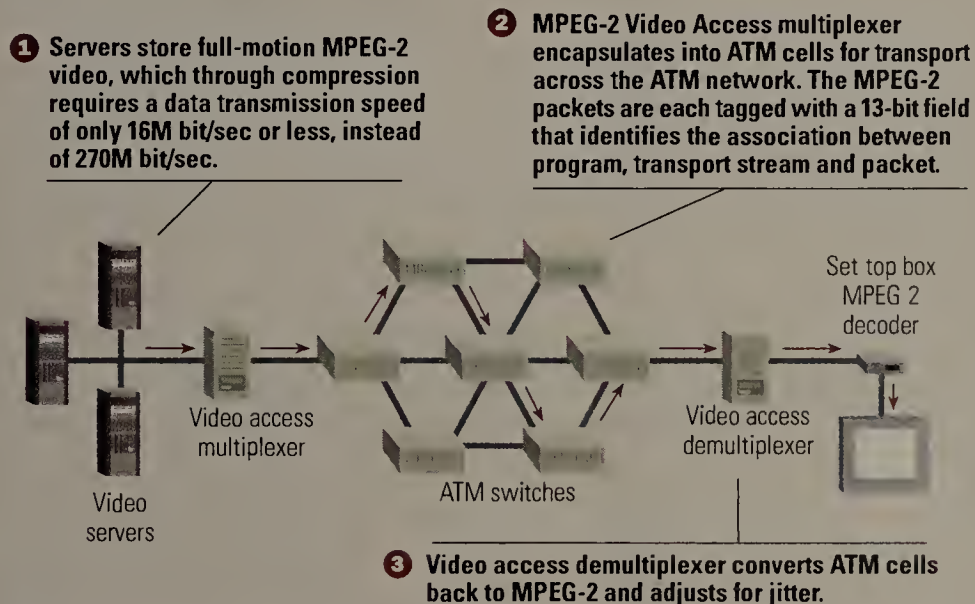 1 Servers store full-motion MPEG-2
video, which through compression
requires a data transmission speed
of only 16M bit/sec or less, instead
of 270M bit/sec.
2 MPEG-2 Video Access multiplexer
encapsulates into ATM cells for transport
across the ATM network. The MPEG-2
packets are each tagged with a 13-bit field
that identifies the association between
program, transport stream and packet.
Set top box
MPEG 2
decoder
Video access
multiplexer
Video access
demultiplexer
ATM switches
Video
servers
3 Video access demultiplexer converts ATM cells
back to MPEG-2 and adjusts for jitter.